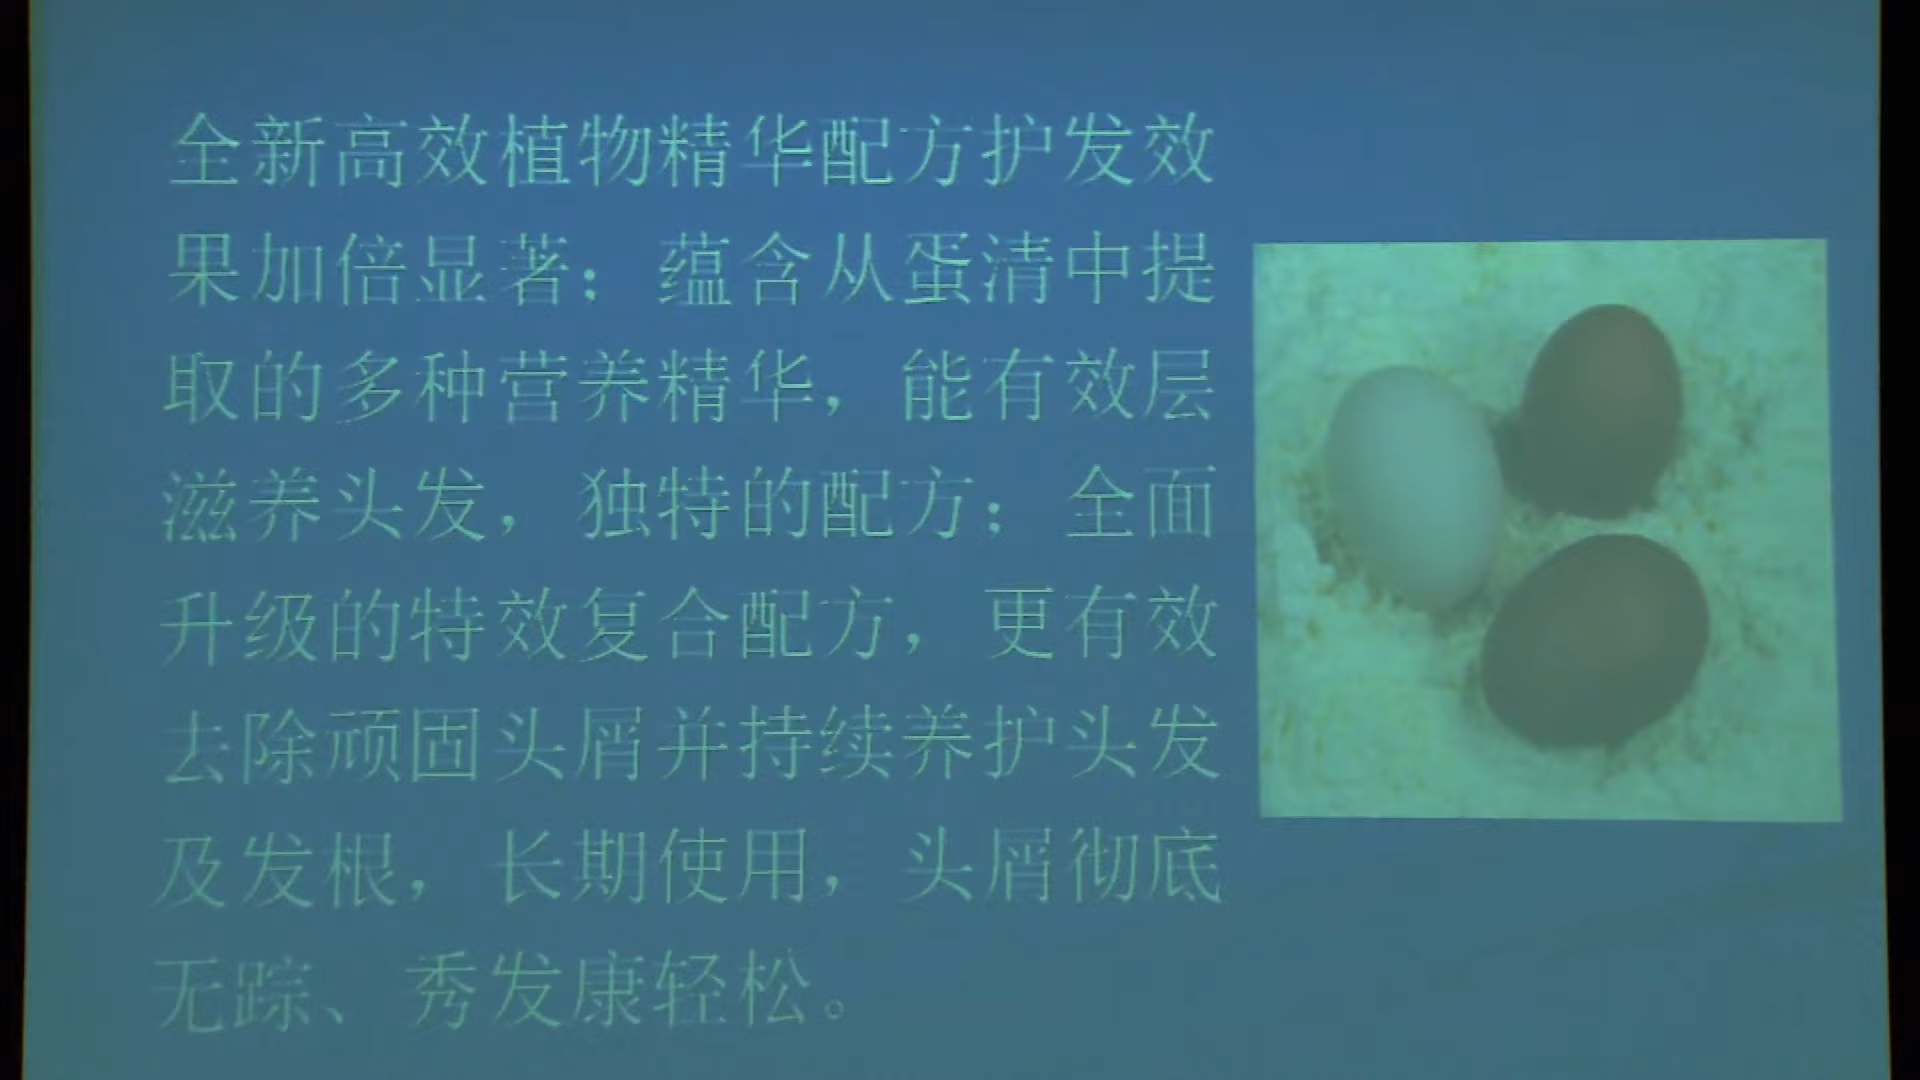 全新高效植物精华配方护发效
果加倍显著；蕴含从蛋清中提
取的多种营养精华，能有效层
滋养头发，独特的配方；全面
升级的特效复合配方，更有效
去除顽固头屑并持续养护头发
及发根，长期使用，头屑彻底
无踪、秀发康轻松。